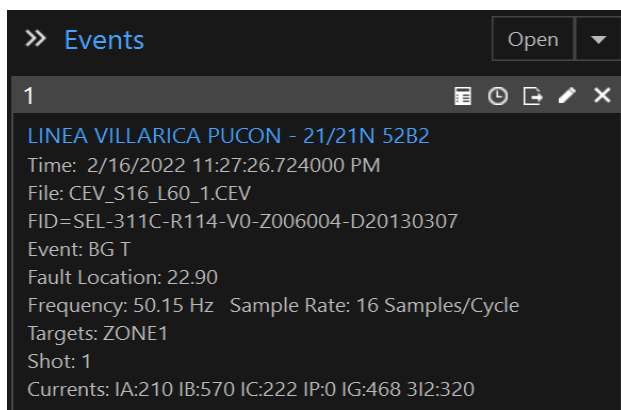 Events
Open
1
LINEA VILLARICA PUCON - 21/21N 52B2
Time: 2/16/2022 11:27:26.724000 PM
File: CEV_S16_L60_1.CEV
FID=SEL-311C-R114-V0-Z006004-D20130307
Event: BG T
Fault Location: 22.90
Frequency: 50.15 Hz Sample Rate: 16 Samples/Cycle
Targets: ZONE1
Shot: 1
Currents: IA:210 IB:570 IC:222 IP:0 IG:468 3I2:320